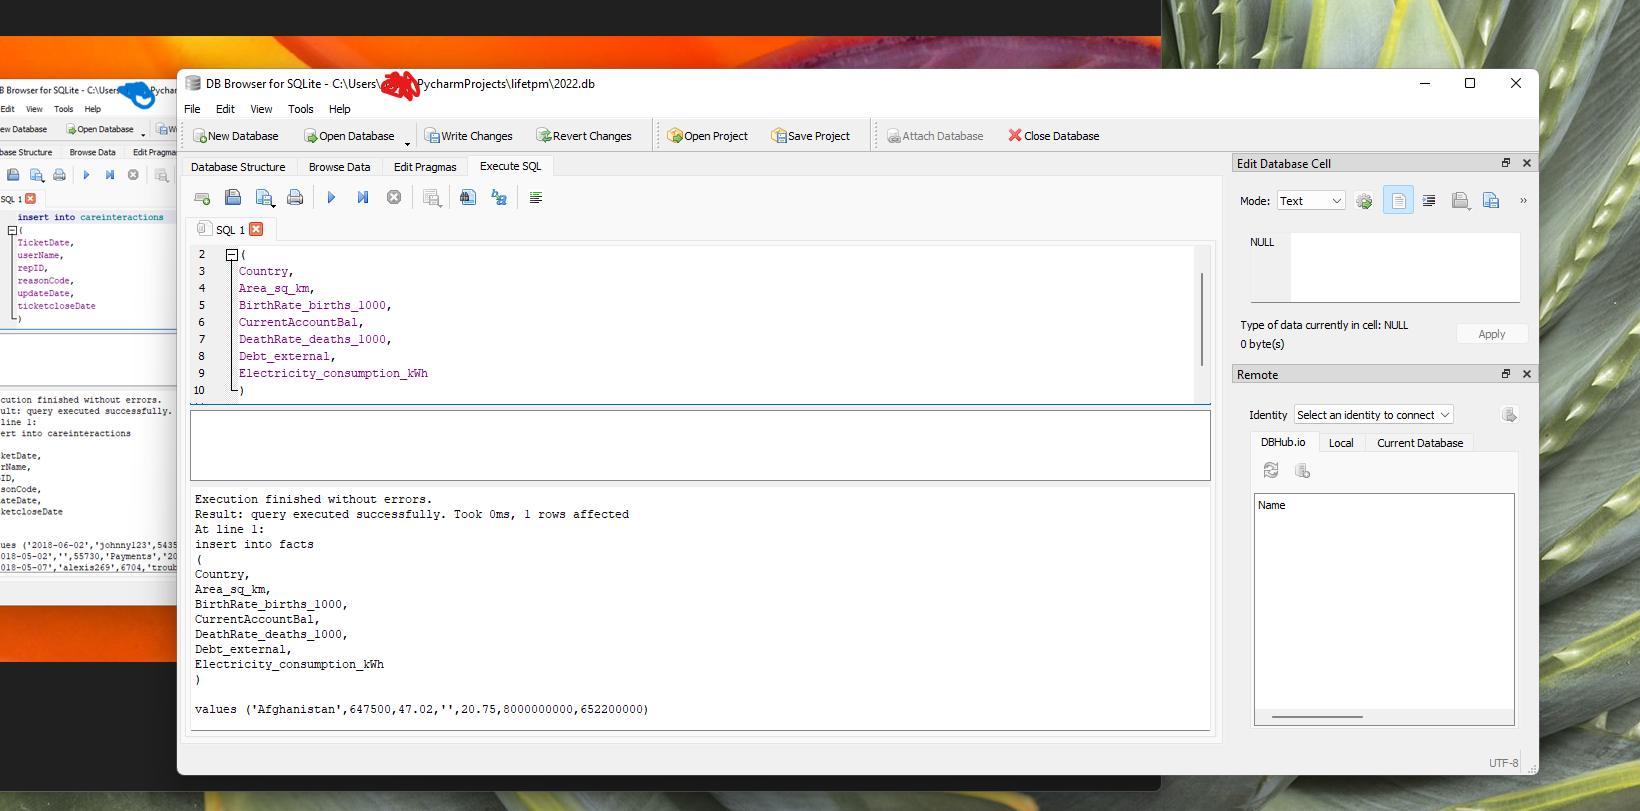 DB Browser for SQLite - C:\Users\
PycharmProjects\lifetpm\2022.db
File Edit View Tools Help
New Database Open Database Write Changes Revert Changes Open Project Save Project Attach Database Close Database
Database Structure Browse Data Edit Pragmas Execute SQL
SQL 1
2 (
3 Country,
4 Area_sq_km,
5 BirthRate_births_1000,
6 CurrentAccountBal,
7 DeathRate_deaths_1000,
8 Debt_external,
9 Electricity_consumption_kWh
10 )
Execution finished without errors.
Result: query executed successfully. Took 0ms, 1 rows affected
At line 1:
insert into facts
(
Country,
Area_sq_km,
BirthRate_births_1000,
CurrentAccountBal,
DeathRate_deaths_1000,
Debt_external,
Electricity_consumption_kWh
)
values ('Afghanistan',647500,47.02,'',20.75,8000000000,652200000)
Edit Database Cell
Mode: Text
»
NULL
Type of data currently in cell: NULL
0 byte(s)
Apply
Remote
Identity Select an identity to connect
DBHub.io Local Current Database
Name
UTF-8
B Browser for SQLite - C:\Users
Pychar
Edit View Tools Help
ew Database Open Database Wr
base Structure Browse Data Edit Pragma
SQL 1
insert into careinteractions
(
TicketDate,
userName,
repID,
reasonCode,
updateDate,
ticketcloseDate
)
cution finished without errors.
ult: query executed successfully.
line 1:
ert into careinteractions
ketDate,
rName,
ID,
sonCode,
ateDate,
ketcloseDate
ues ('2018-06-02','johnny123',5435
018-05-02','',55730,'Payments','20
018-05-07','alexis269',6704,'troub